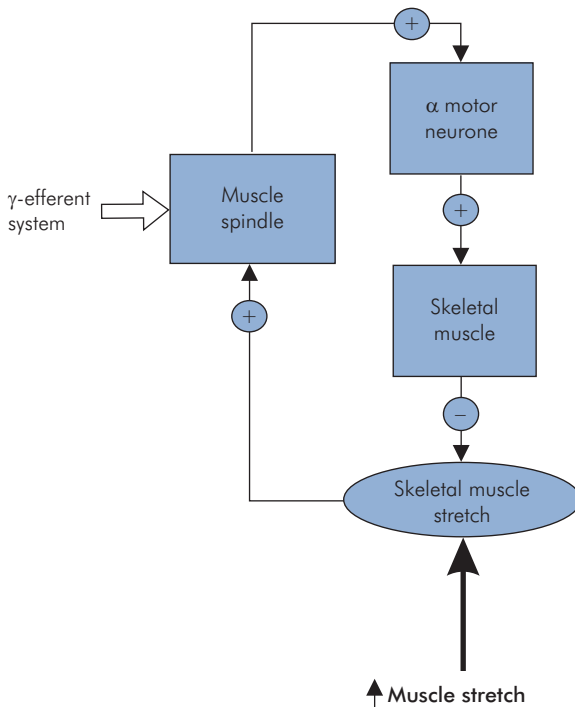 +
α motor
neurone
γ-efferent
system
Muscle
spindle
+
+
Skeletal
muscle
−
Skeletal muscle
stretch
Muscle stretch